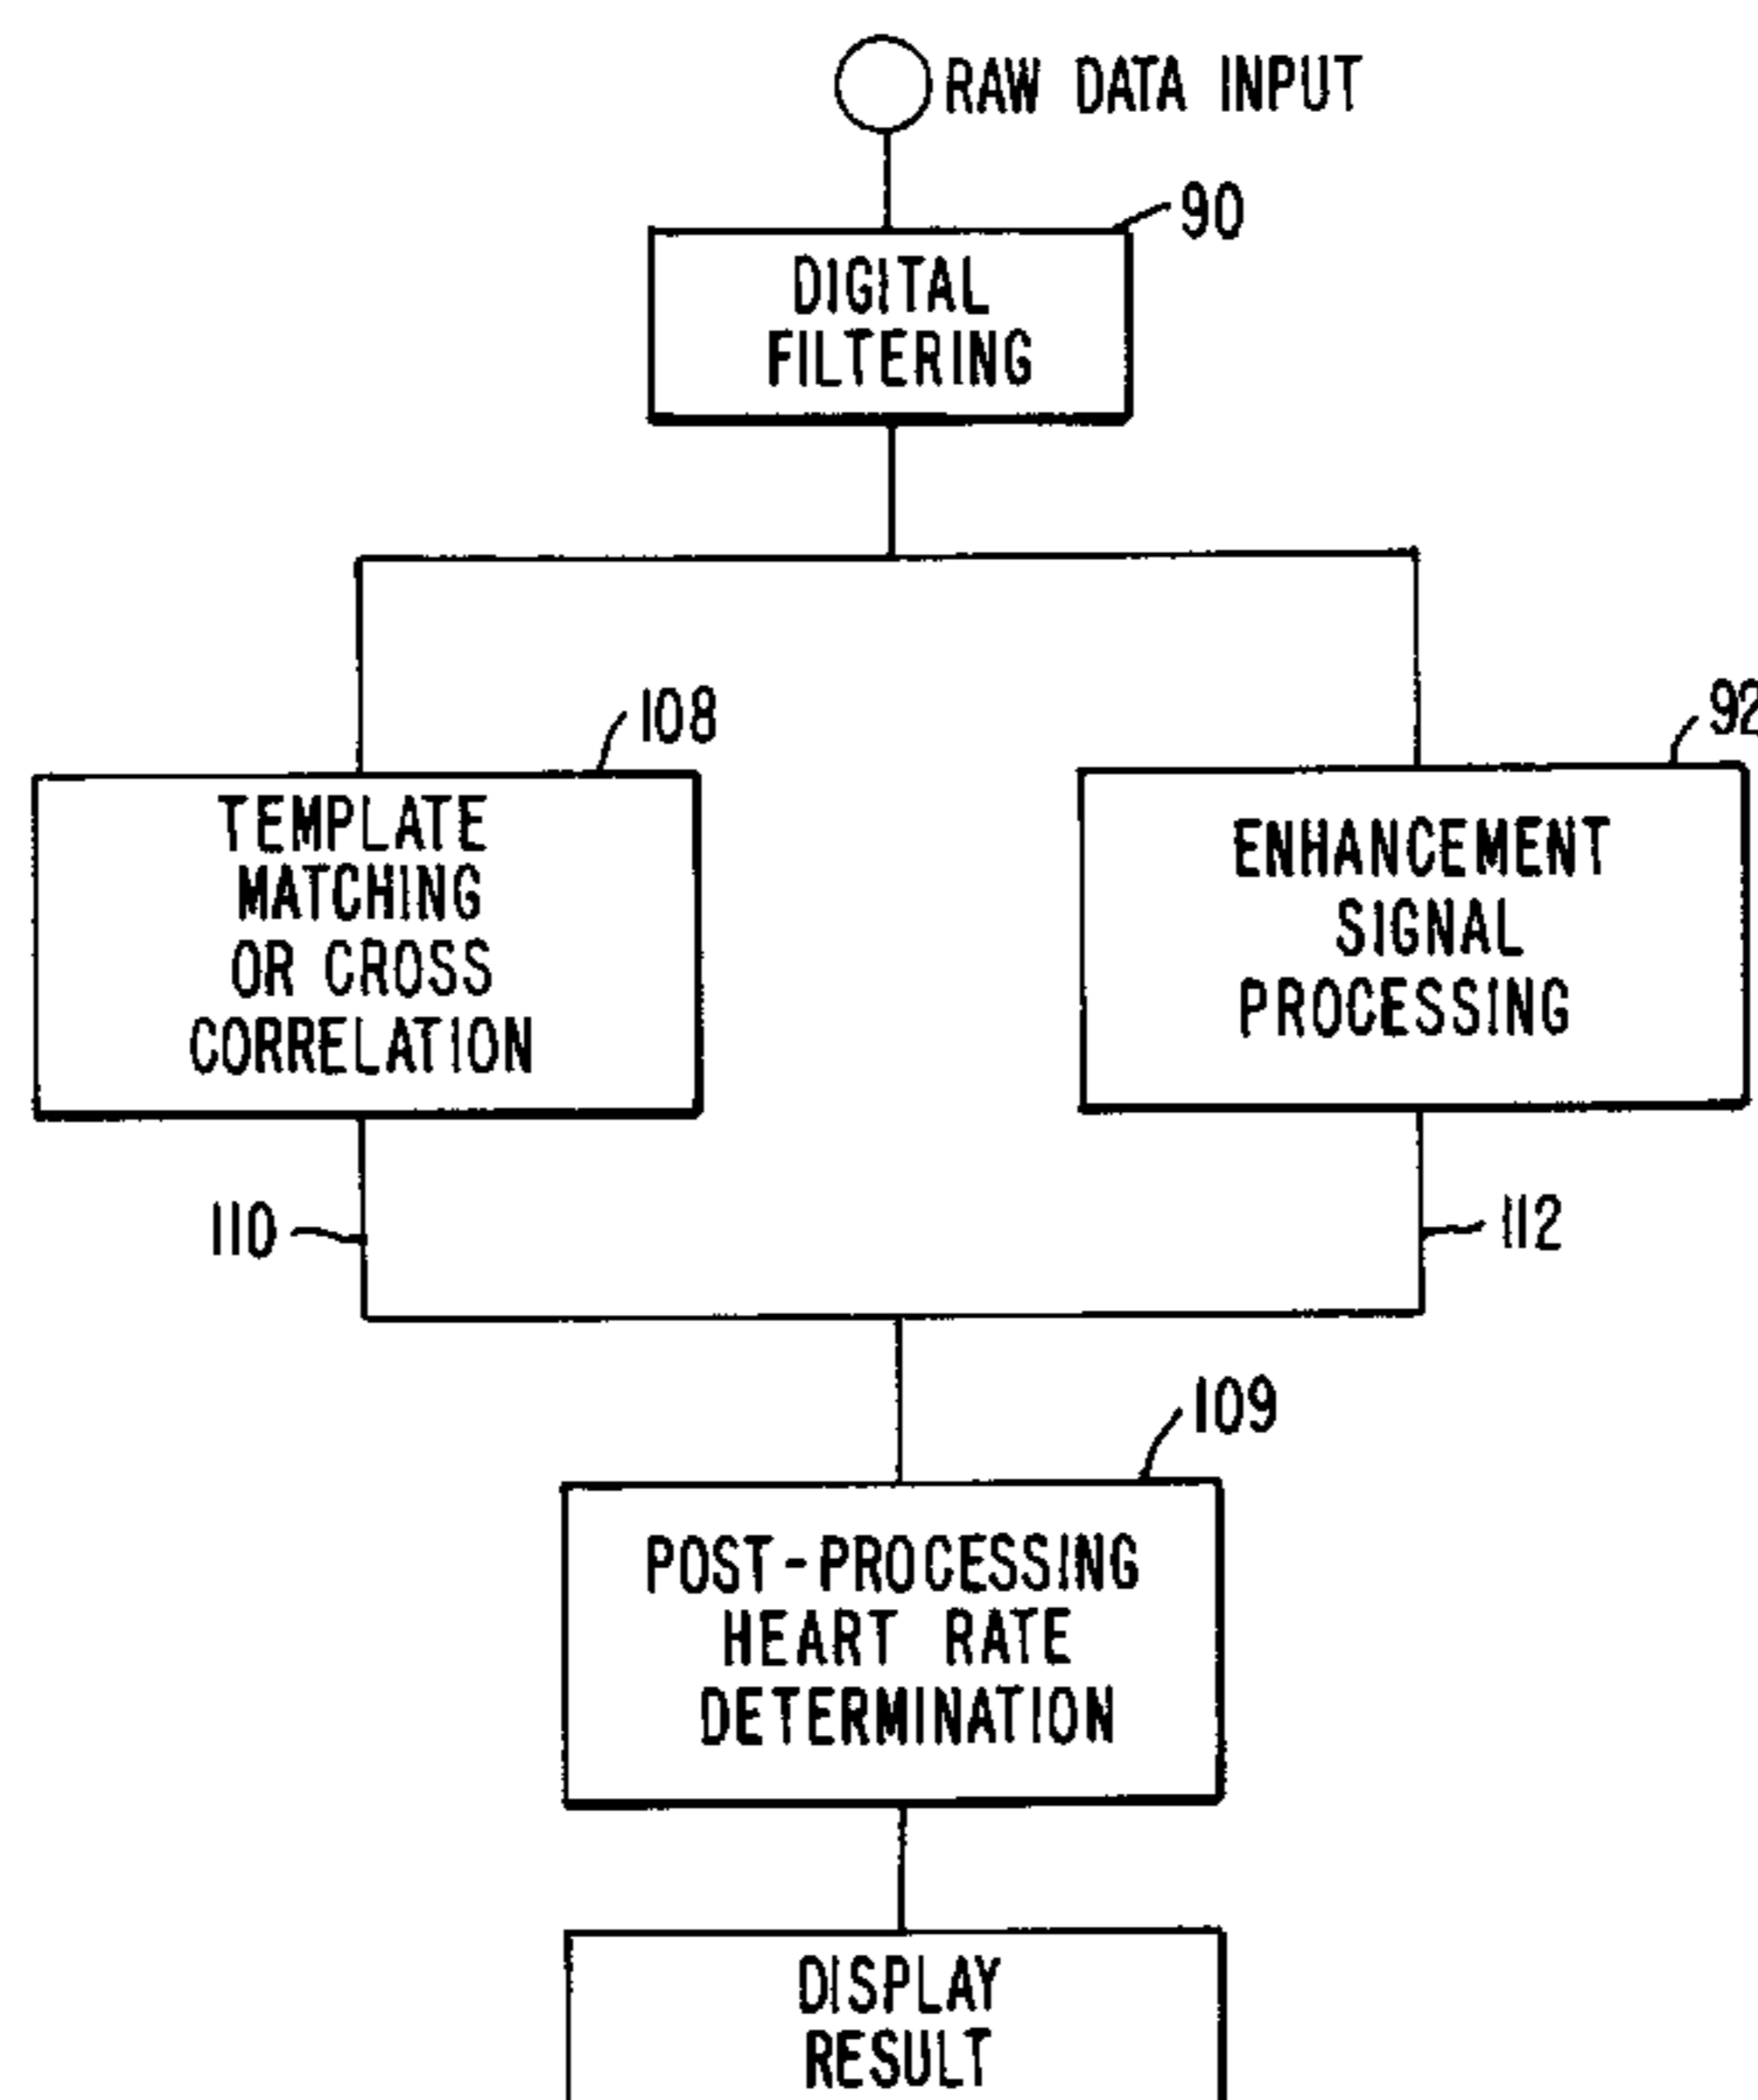 RAW DATA INPUT
90
DIGITAL
FILTERING
108
92
TEMPLATE
MATCHING
OR CROSS
CORRELATION
ENHANCEMENT
SIGNAL
PROCESSING
110
112
109
POST-PROCESSING
HEART RATE
DETERMINATION
DISPLAY
RESULT